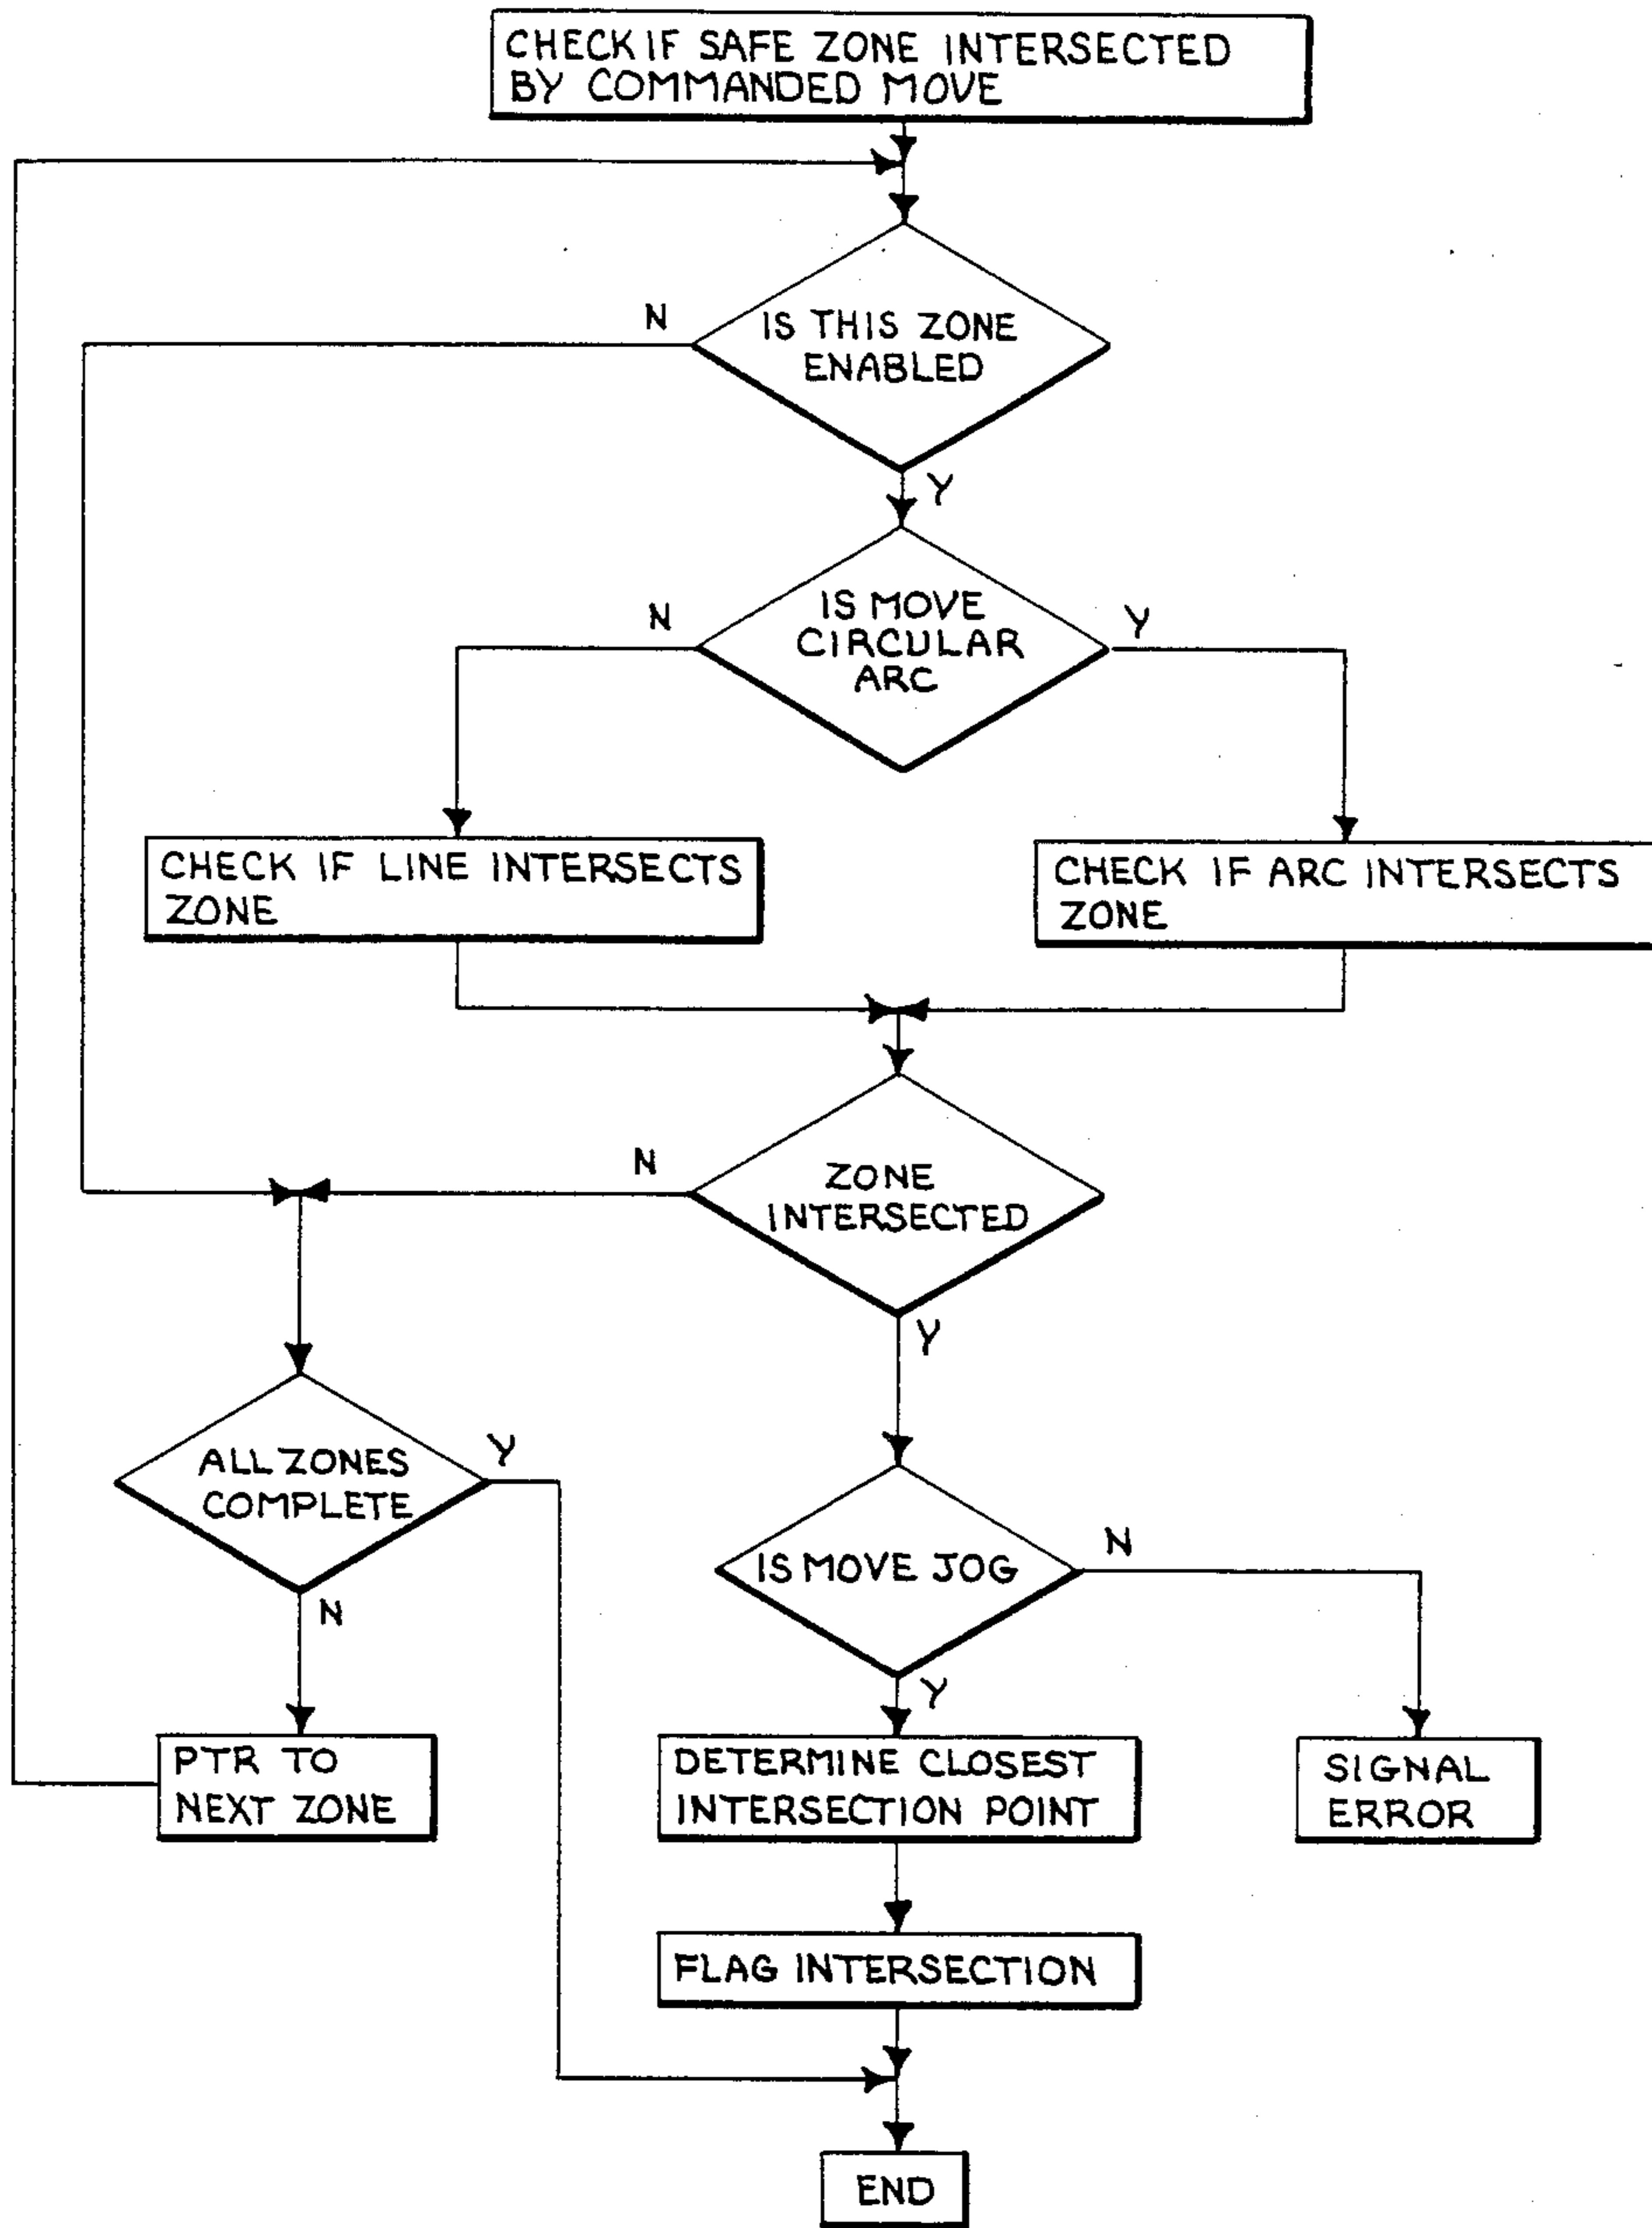 CHECK IF SAFE ZONE INTERSECTED
BY COMMANDED MOVE
N
IS THIS ZONE
ENABLED
Y
N
IS MOVE
CIRCULAR
ARC
Y
CHECK IF LINE INTERSECTS
ZONE
CHECK IF ARC INTERSECTS
ZONE
N
ZONE
INTERSECTED
Y
ALL ZONES
COMPLETE
Y
N
IS MOVE JOG
N
Y
PTR TO
NEXT ZONE
DETERMINE CLOSEST
INTERSECTION POINT
SIGNAL
ERROR
FLAG INTERSECTION
END